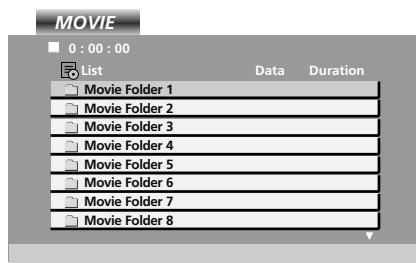 MOVIE
0 : 00 : 00
List Data Duration
Movie Folder 1
Movie Folder 2
Movie Folder 3
Movie Folder 4
Movie Folder 5
Movie Folder 6
Movie Folder 7
Movie Folder 8